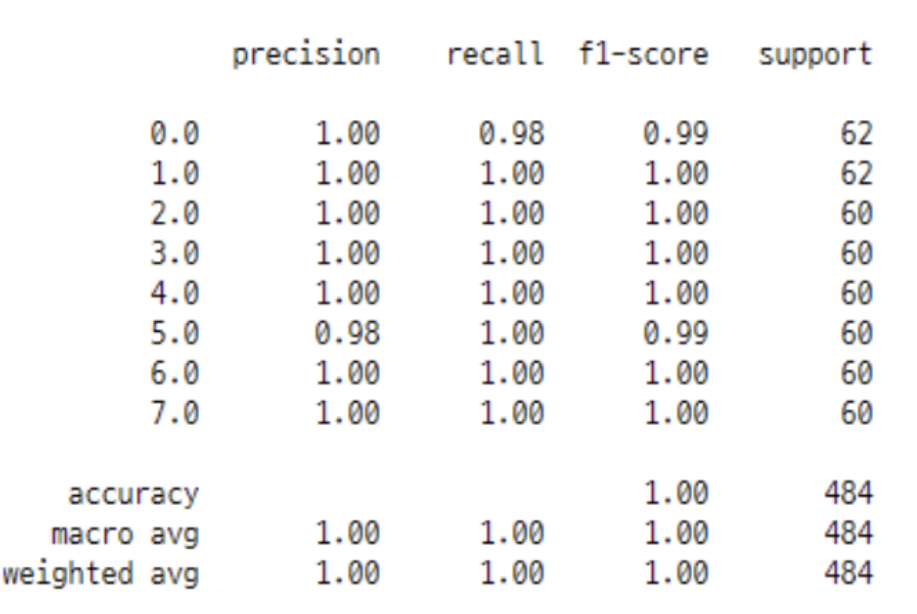 precision recall f1-score support
0.0 1.00 0.98 0.99 62
1.0 1.00 1.00 1.00 62
2.0 1.00 1.00 1.00 60
3.0 1.00 1.00 1.00 60
4.0 1.00 1.00 1.00 60
5.0 0.98 1.00 0.99 60
6.0 1.00 1.00 1.00 60
7.0 1.00 1.00 1.00 60
accuracy 1.00 484
macro avg 1.00 1.00 1.00 484
weighted avg 1.00 1.00 1.00 484